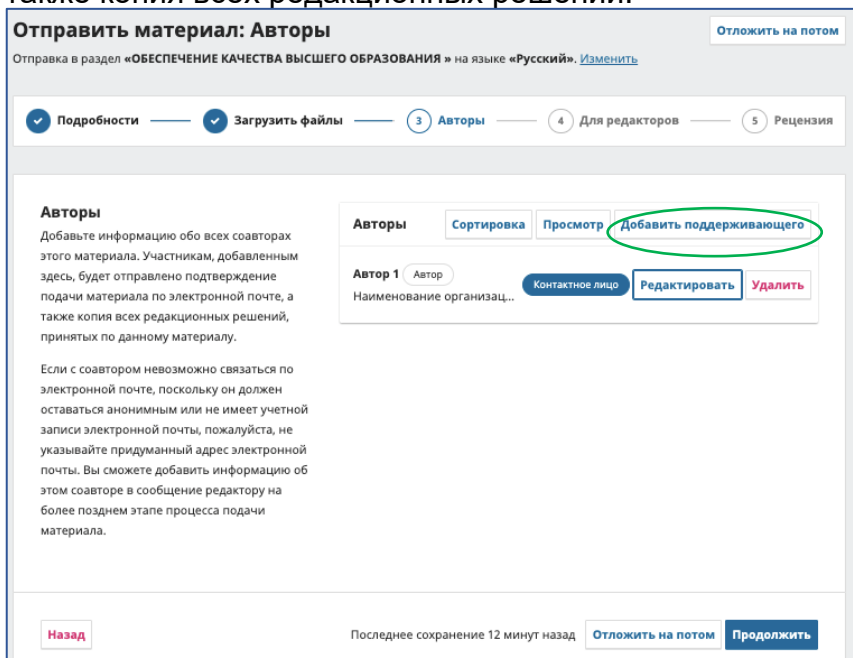 также копия всех редакционных решений.
Отправить материал: Авторы
Отложить на потом
Отправка в раздел «ОБЕСПЕЧЕНИЕ КАЧЕСТВА ВЫСШЕГО ОБРАЗОВАНИЯ » на языке «Русский». Изменить
Подробности
Загрузить файлы
3 Авторы
4 Для редакторов
5 Рецензия
Авторы
Добавьте информацию обо всех соавторах
этого материала. Участникам, добавленным
здесь, будет отправлено подтверждение
подачи материала по электронной почте, а
также копия всех редакционных решений,
принятых по данному материалу.
Если с соавтором невозможно связаться по
электронной почте, поскольку он должен
оставаться анонимным или не имеет учетной
записи электронной почты, пожалуйста, не
указывайте придуманный адрес электронной
почты. Вы сможете добавить информацию об
этом соавторе в сообщение редактору на
более позднем этапе процесса подачи
материала.
Авторы
Сортировка
Просмотр
Добавить поддерживающего
Автор 1 Автор
Наименование организац...
Контактное лицо
Редактировать
Удалить
Назад
Последнее сохранение 12 минут назад
Отложить на потом
Продолжить